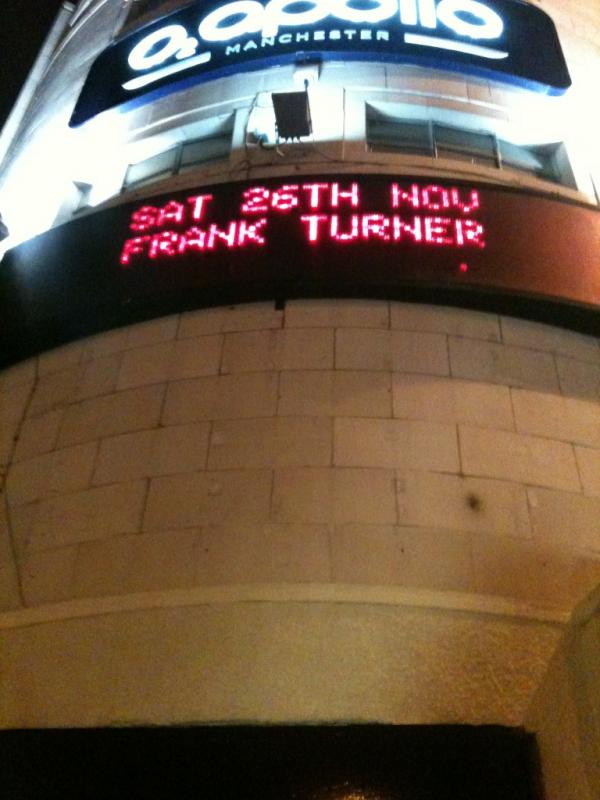 O2 apollo
MANCHESTER
SAT 26TH NOV
FRANK TURNER